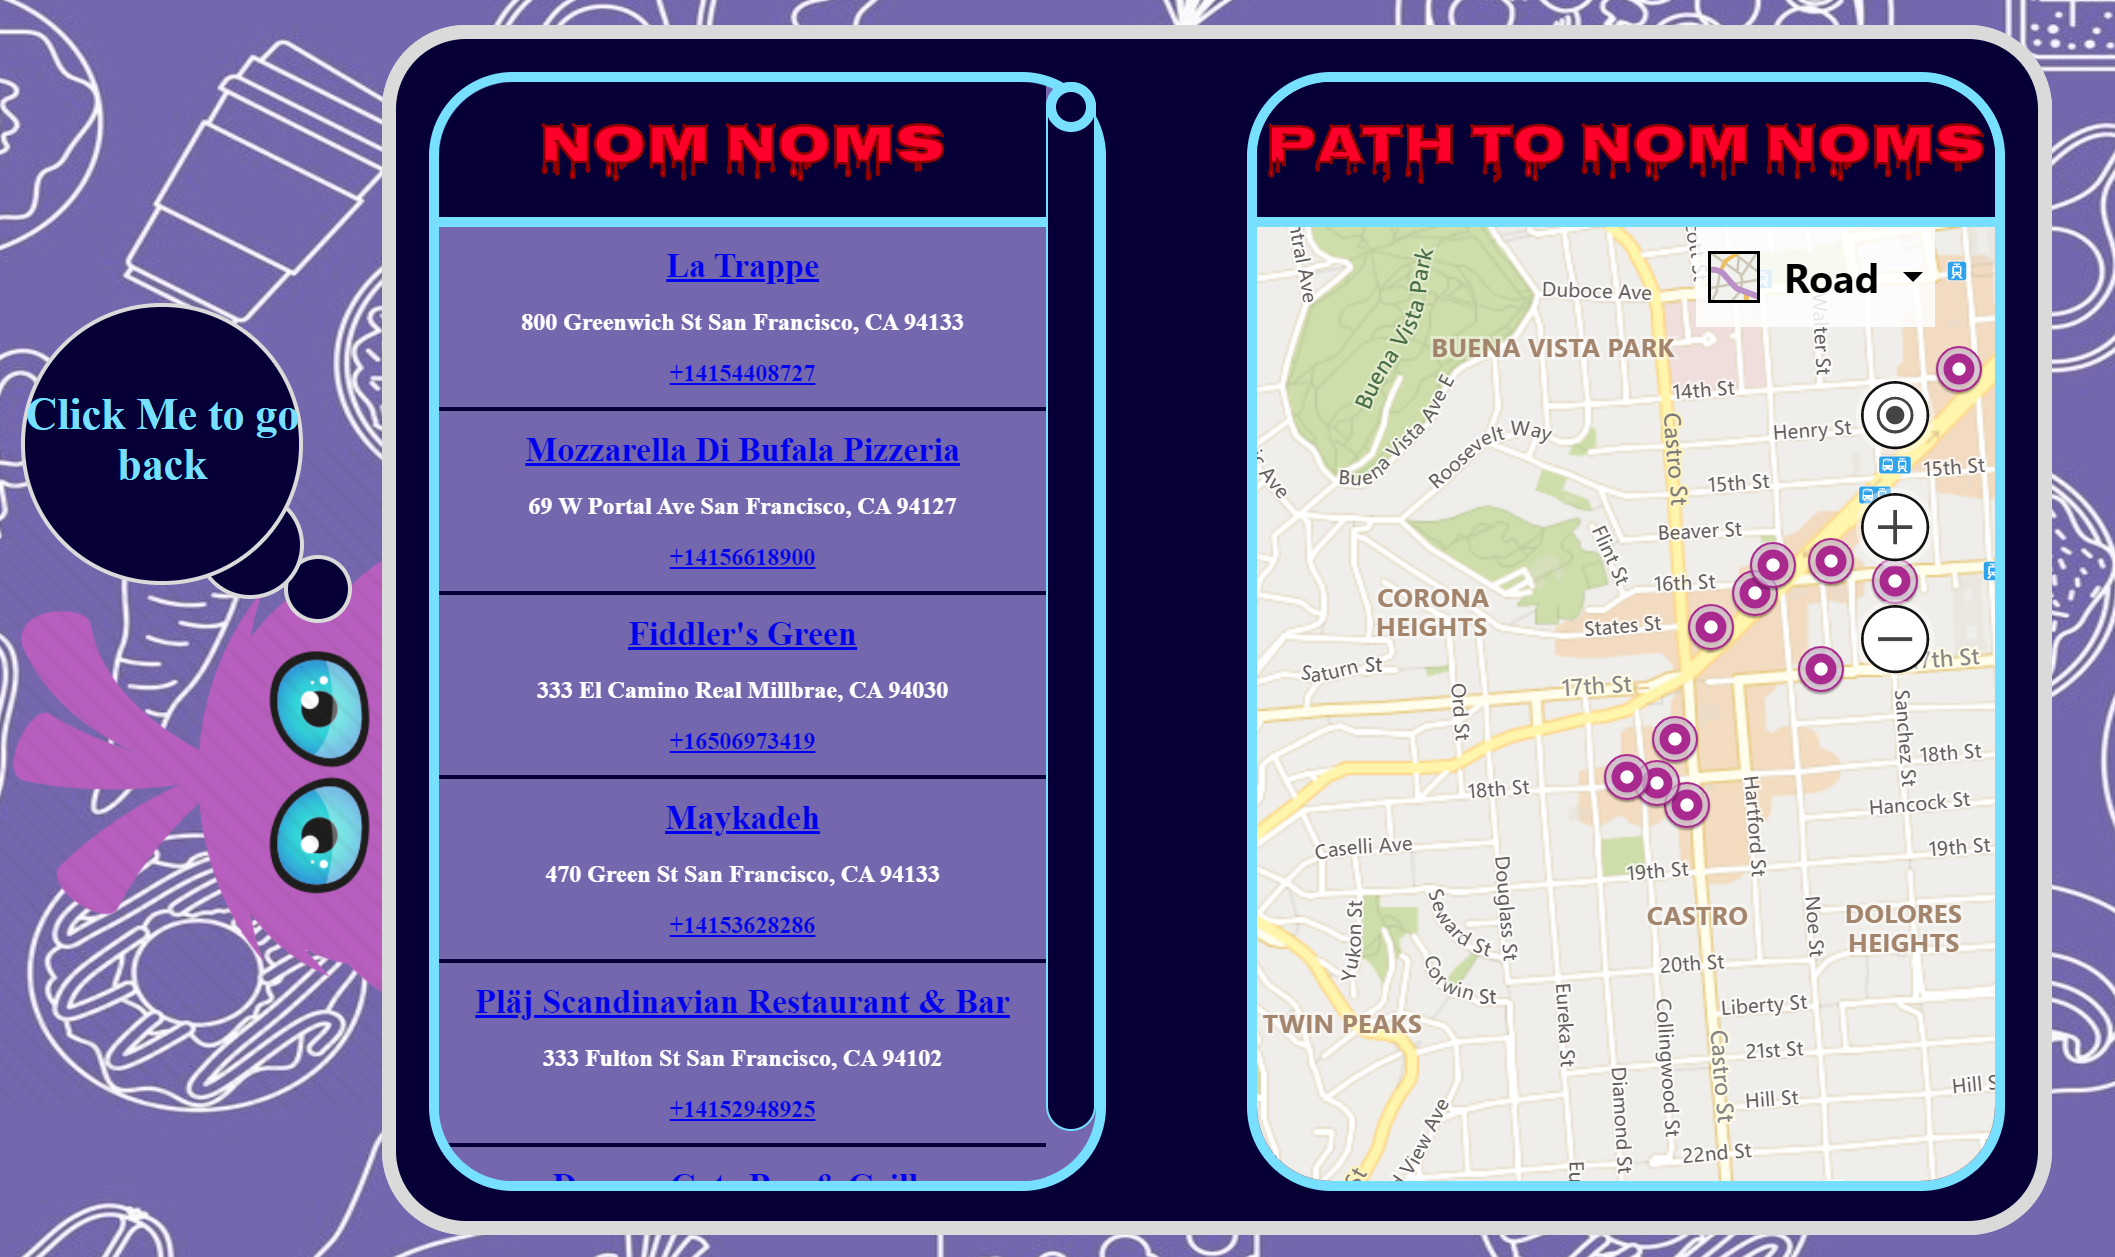 Click Me to go
back
NOM NOMS
La Trappe
800 Greenwich St San Francisco, CA 94133
+14154408727
Mozzarella Di Bufala Pizzeria
69 W Portal Ave San Francisco, CA 94127
+14156618900
Fiddler's Green
333 El Camino Real Millbrae, CA 94030
+16506973419
Maykadeh
470 Green St San Francisco, CA 94133
+14153628286
Pläj Scandinavian Restaurant & Bar
333 Fulton St San Francisco, CA 94102
+14152948925
PATH TO NOM NOMS
Road
Buena Vista Park
Duboce Ave
BUENA VISTA PARK
Walter St
14th St
Buena Vista Ave E
Castro St
Henry St
Roosevelt Way
15th St
15th St
Beaver St
Flint St
16th St
CORONA
HEIGHTS
States St
Saturn St
17th St
7th St
Ord St
Sanchez St
18th St
18th St
Hartford St
Hancock St
Caselli Ave
19th St
19th St
Douglass St
Seward St
Yukon St
CASTRO
Noe St
DOLORES
HEIGHTS
Corwin St
20th St
Eureka St
Collingwood St
Liberty St
TWIN PEAKS
Castro St
21st St
Diamond St
Hill St
Hill S
View Ave
22nd St